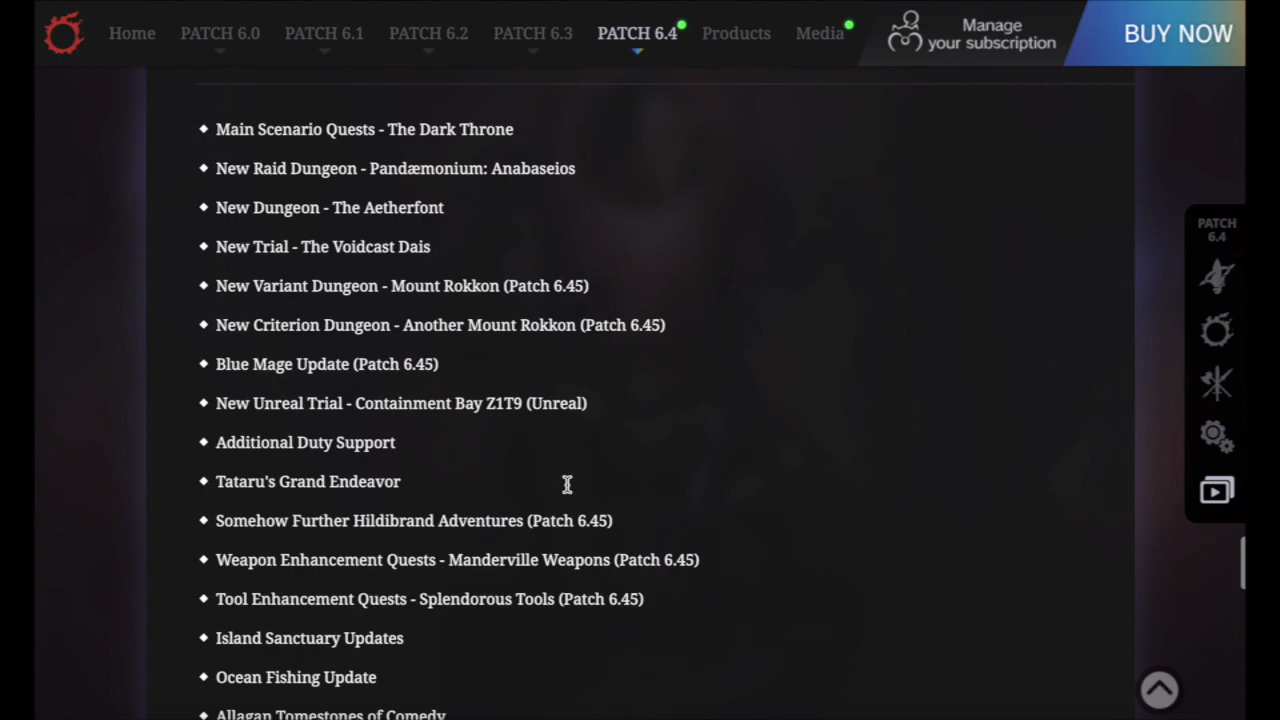 Home PATCH 6.0 PATCH 6.1 PATCH 6.2 PATCH 6.3 PATCH 6.4 Products Media Manage your subscription BUY NOW
Main Scenario Quests - The Dark Throne
New Raid Dungeon - Pandæmonium: Anabaseios
New Dungeon - The Aetherfont
New Trial - The Voidcast Dais
New Variant Dungeon - Mount Rokkon (Patch 6.45)
New Criterion Dungeon - Another Mount Rokkon (Patch 6.45)
Blue Mage Update (Patch 6.45)
New Unreal Trial - Containment Bay Z1T9 (Unreal)
Additional Duty Support
Tataru's Grand Endeavor
Somehow Further Hildibrand Adventures (Patch 6.45)
Weapon Enhancement Quests - Manderville Weapons (Patch 6.45)
Tool Enhancement Quests - Splendorous Tools (Patch 6.45)
Island Sanctuary Updates
Ocean Fishing Update
Allagan Tomestones of Comedy
PATCH
6.4